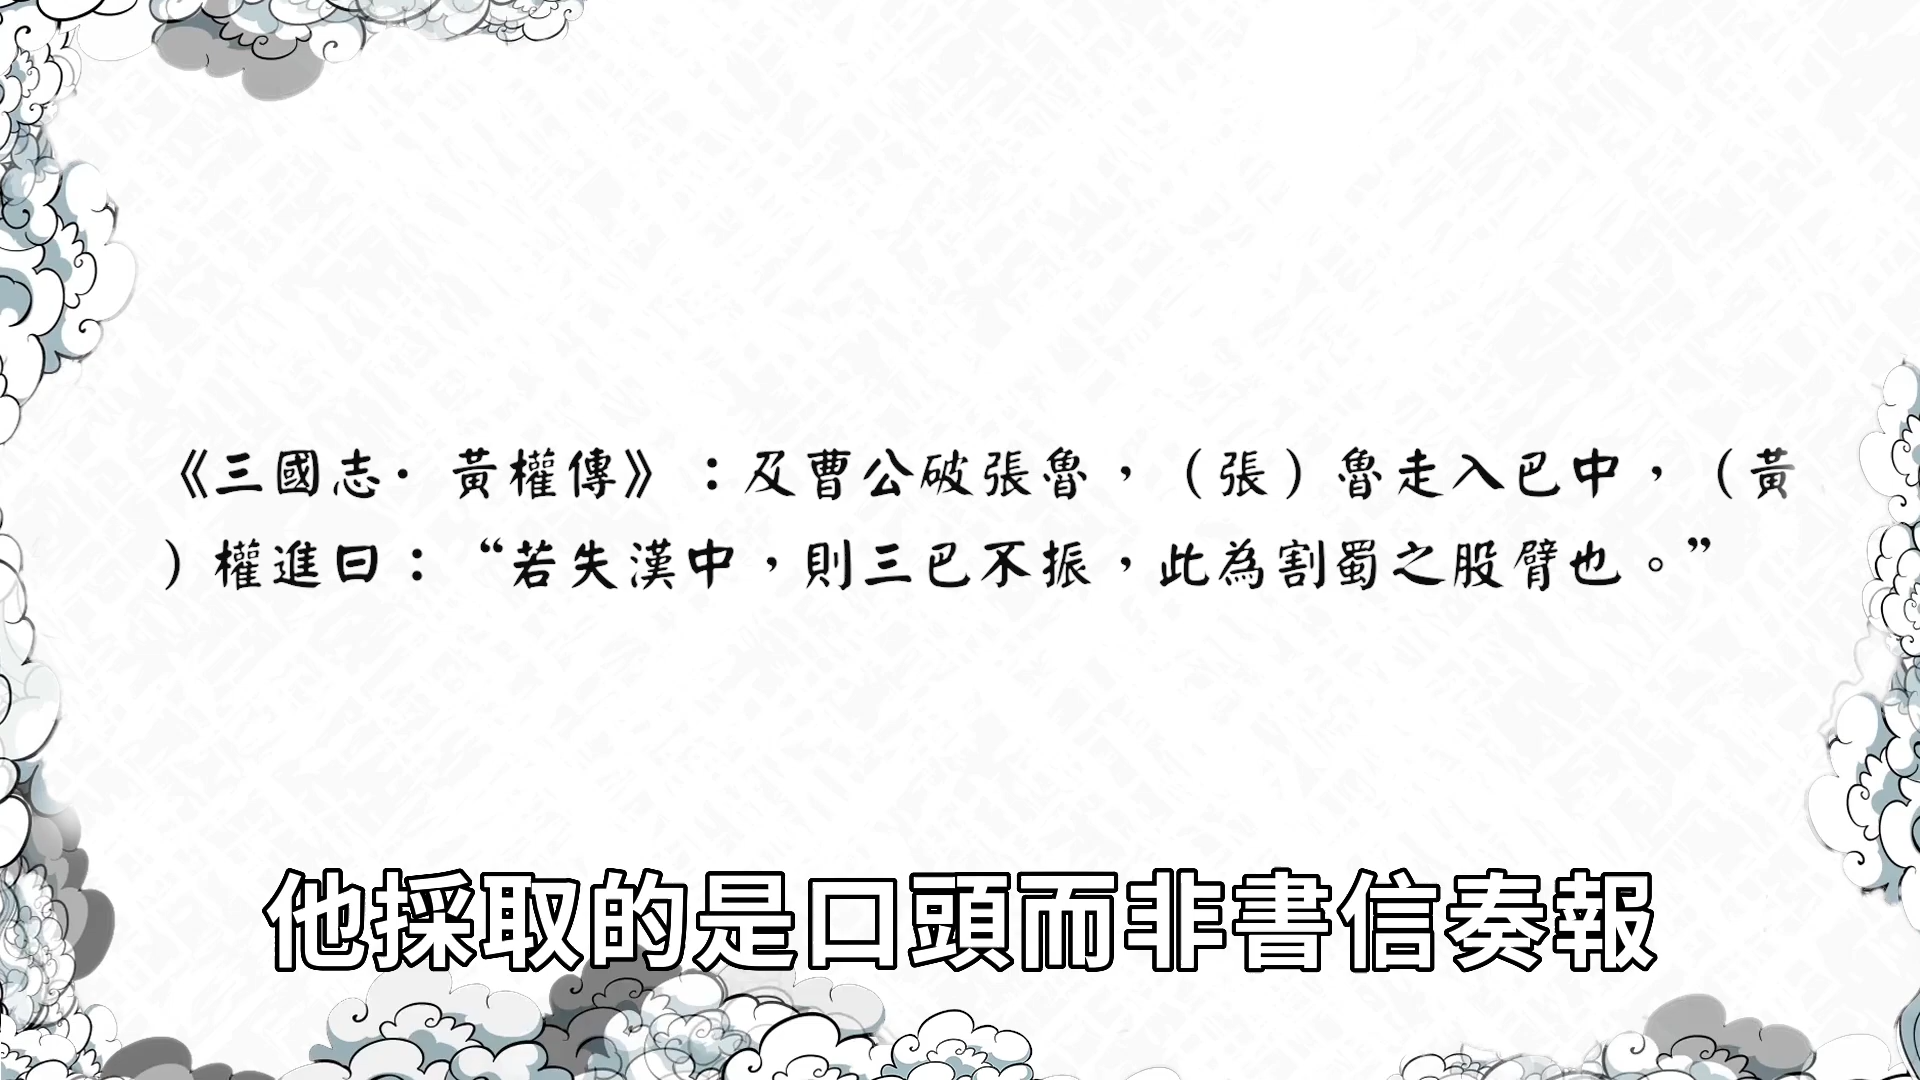 《三國志·黃權傳》：及曹公破張魯，（張）魯走入巴中，（黃
）權進曰：“若失漢中，則三巴不振，此為割蜀之股臂也。”
他採取的是口頭而非書信奏報